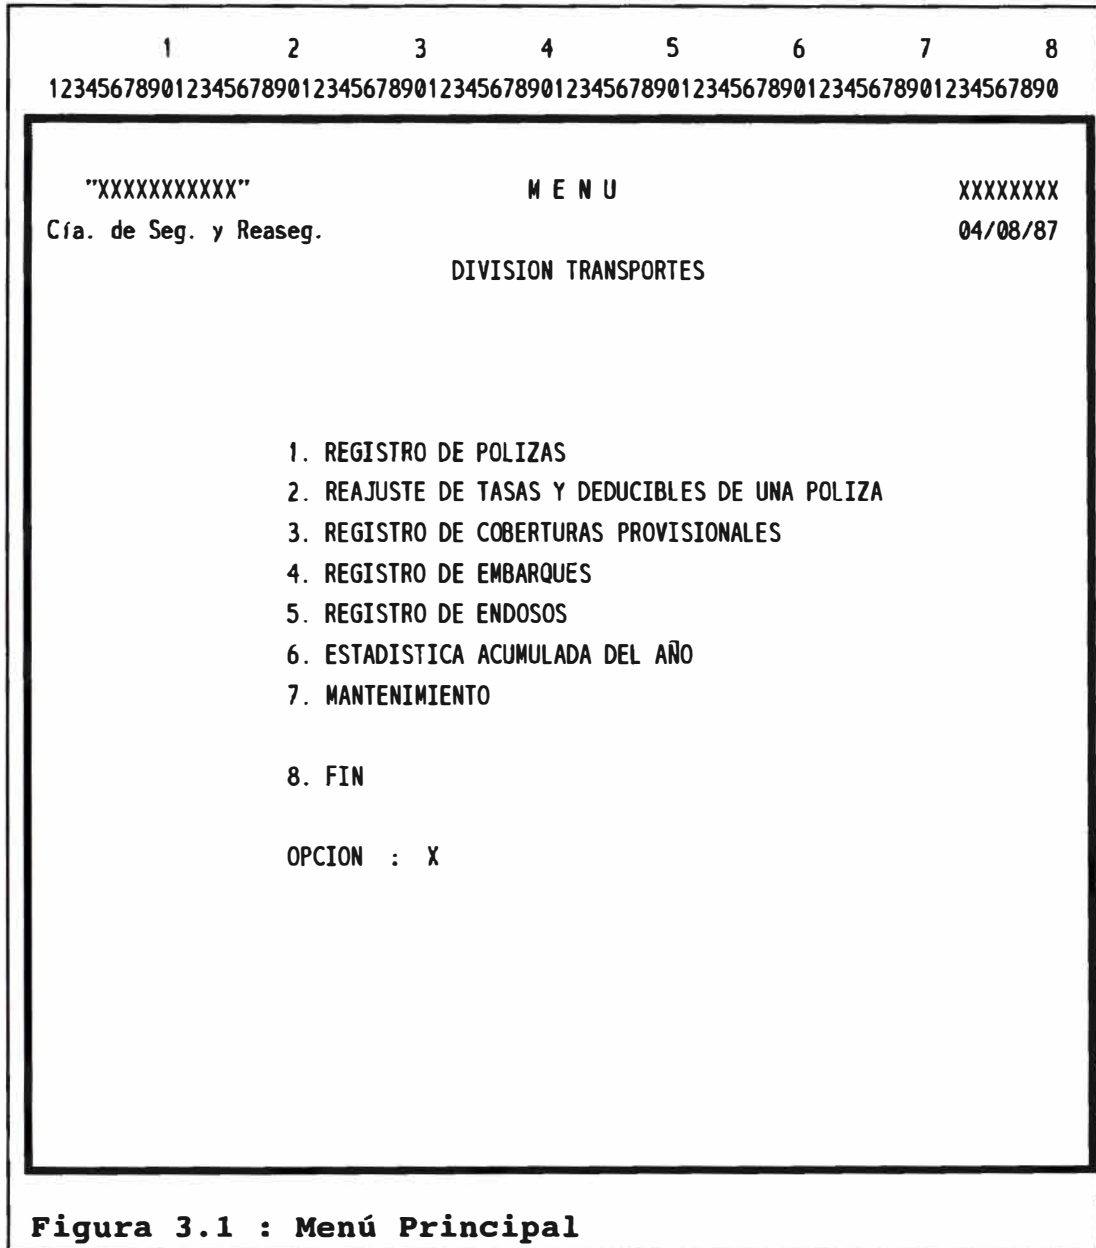 1 2 3 4 5 6 7 8
12345678901234567890123456789012345678901234567890123456789012345678901234567890
"XXXXXXXXXXX" M E N U XXXXXXXX
Cía. de Seg. y Reaseg. 04/08/87
DIVISION TRANSPORTES
1. REGISTRO DE POLIZAS
2. REAJUSTE DE TASAS Y DEDUCIBLES DE UNA POLIZA
3. REGISTRO DE COBERTURAS PROVISIONALES
4. REGISTRO DE EMBARQUES
5. REGISTRO DE ENDOSOS
6. ESTADISTICA ACUMULADA DEL AÑO
7. MANTENIMIENTO
8. FIN
OPCION : X
Figura 3.1 : Menú Principal